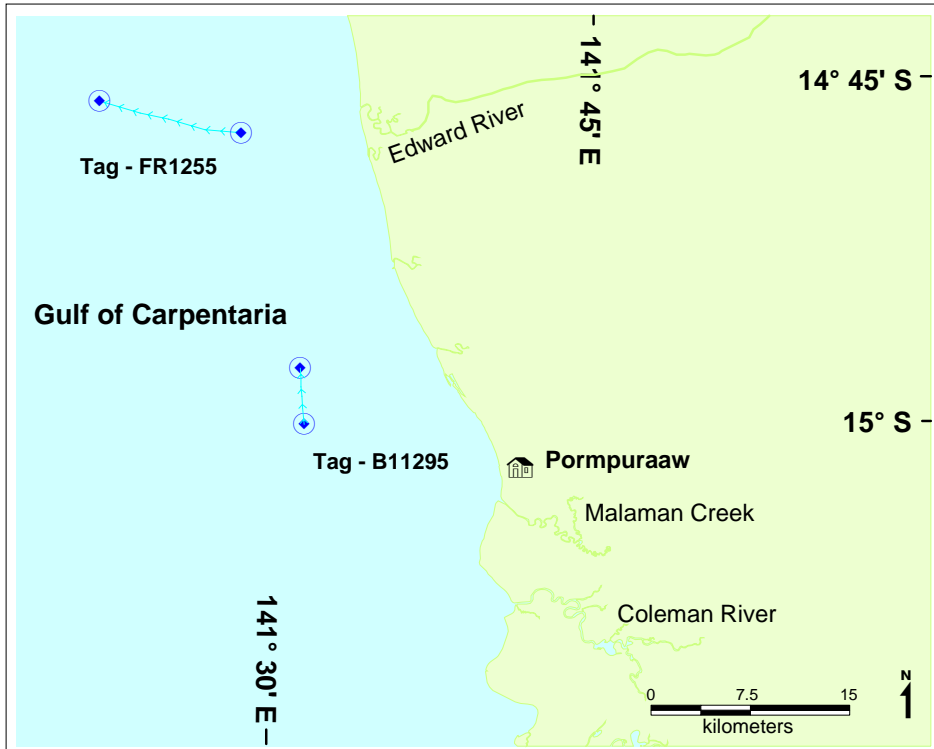 141° 45' E
14° 45' S
Edward River
Tag - FR1255
Gulf of Carpentaria
15° S
Tag - B11295
Pormpuraaw
Malaman Creek
141° 30' E
Coleman River
N
0 7.5 15
kilometers